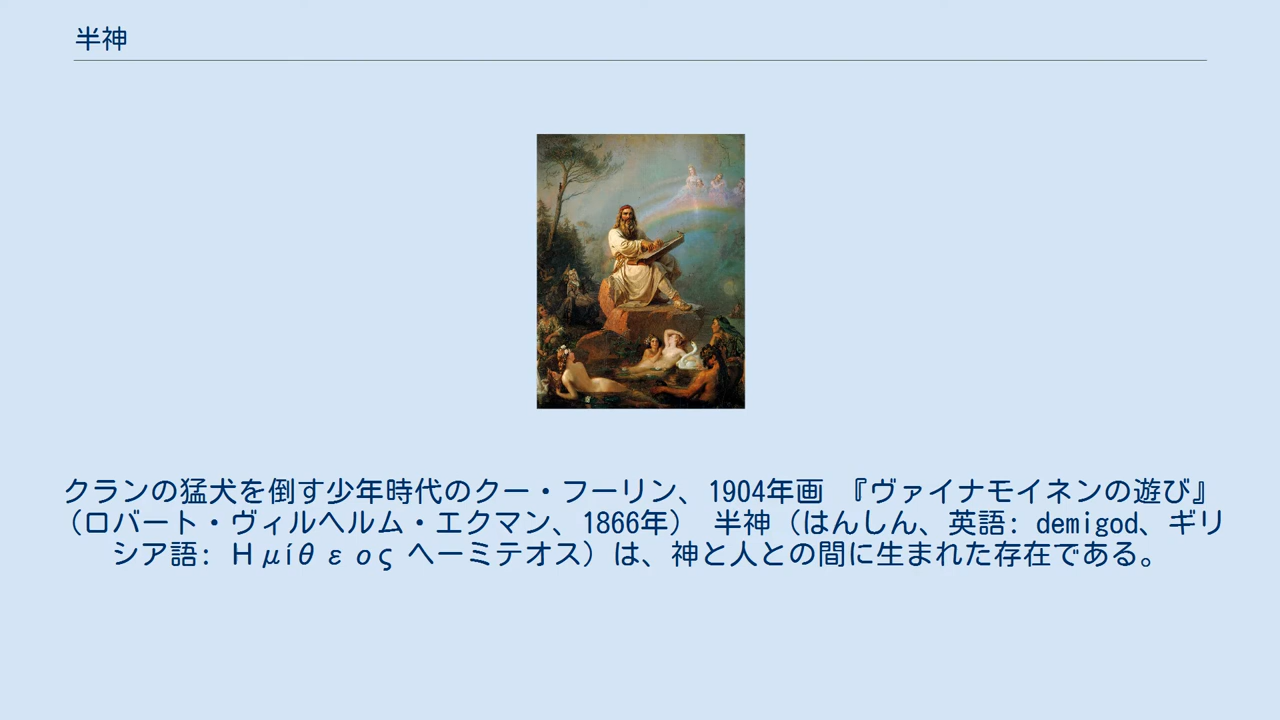 半神
クランの猛犬を倒す少年時代のクー・フーリン、1904年画 『ヴァイナモイネンの遊び』
（ロバート・ヴィルヘルム・エクマン、1866年） 半神（はんしん、英語: demigod、ギリ
シア語: Ημίθεος ヘーミテオス）は、神と人との間に生まれた存在である。